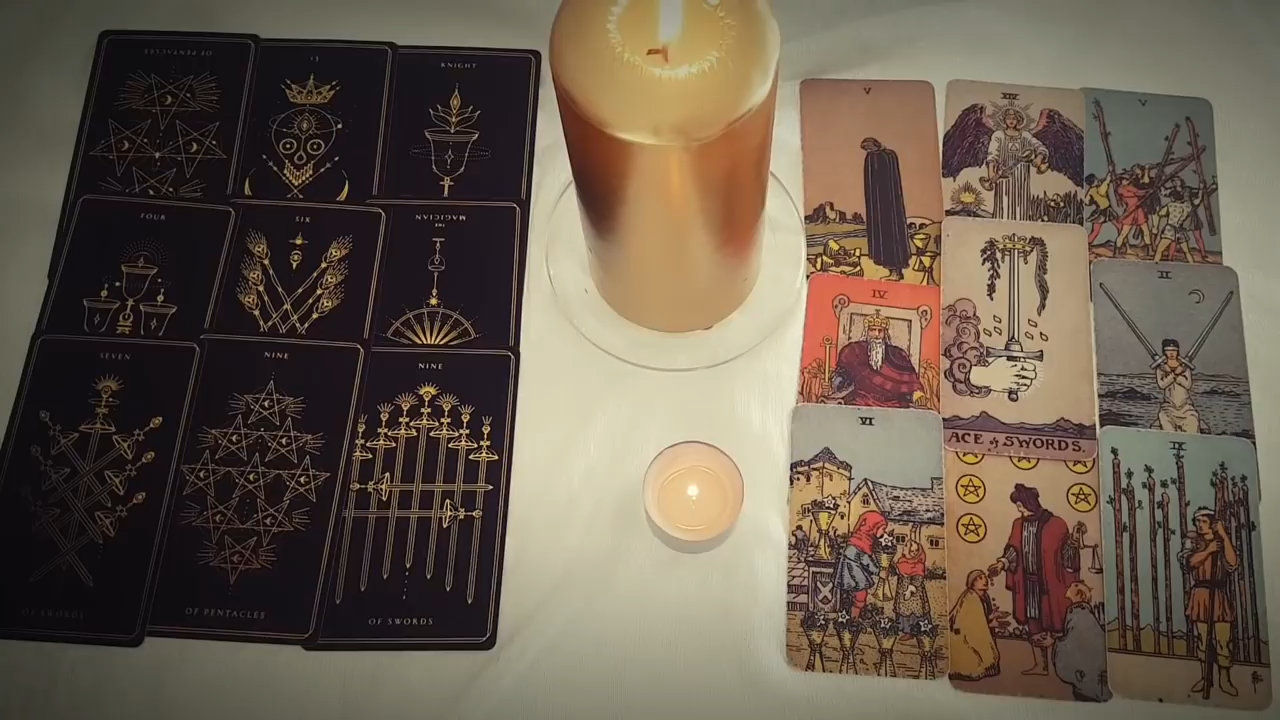 OF PENTACLES
KNIGHT
FOUR
SIX
THE
MAGICIAN
SEVEN
NINE
NINE
OF SWORDS
OF PENTACLES
OF SWORDS
V
XIV
V
IV
II
ACE of SWORDS.
VI
IX